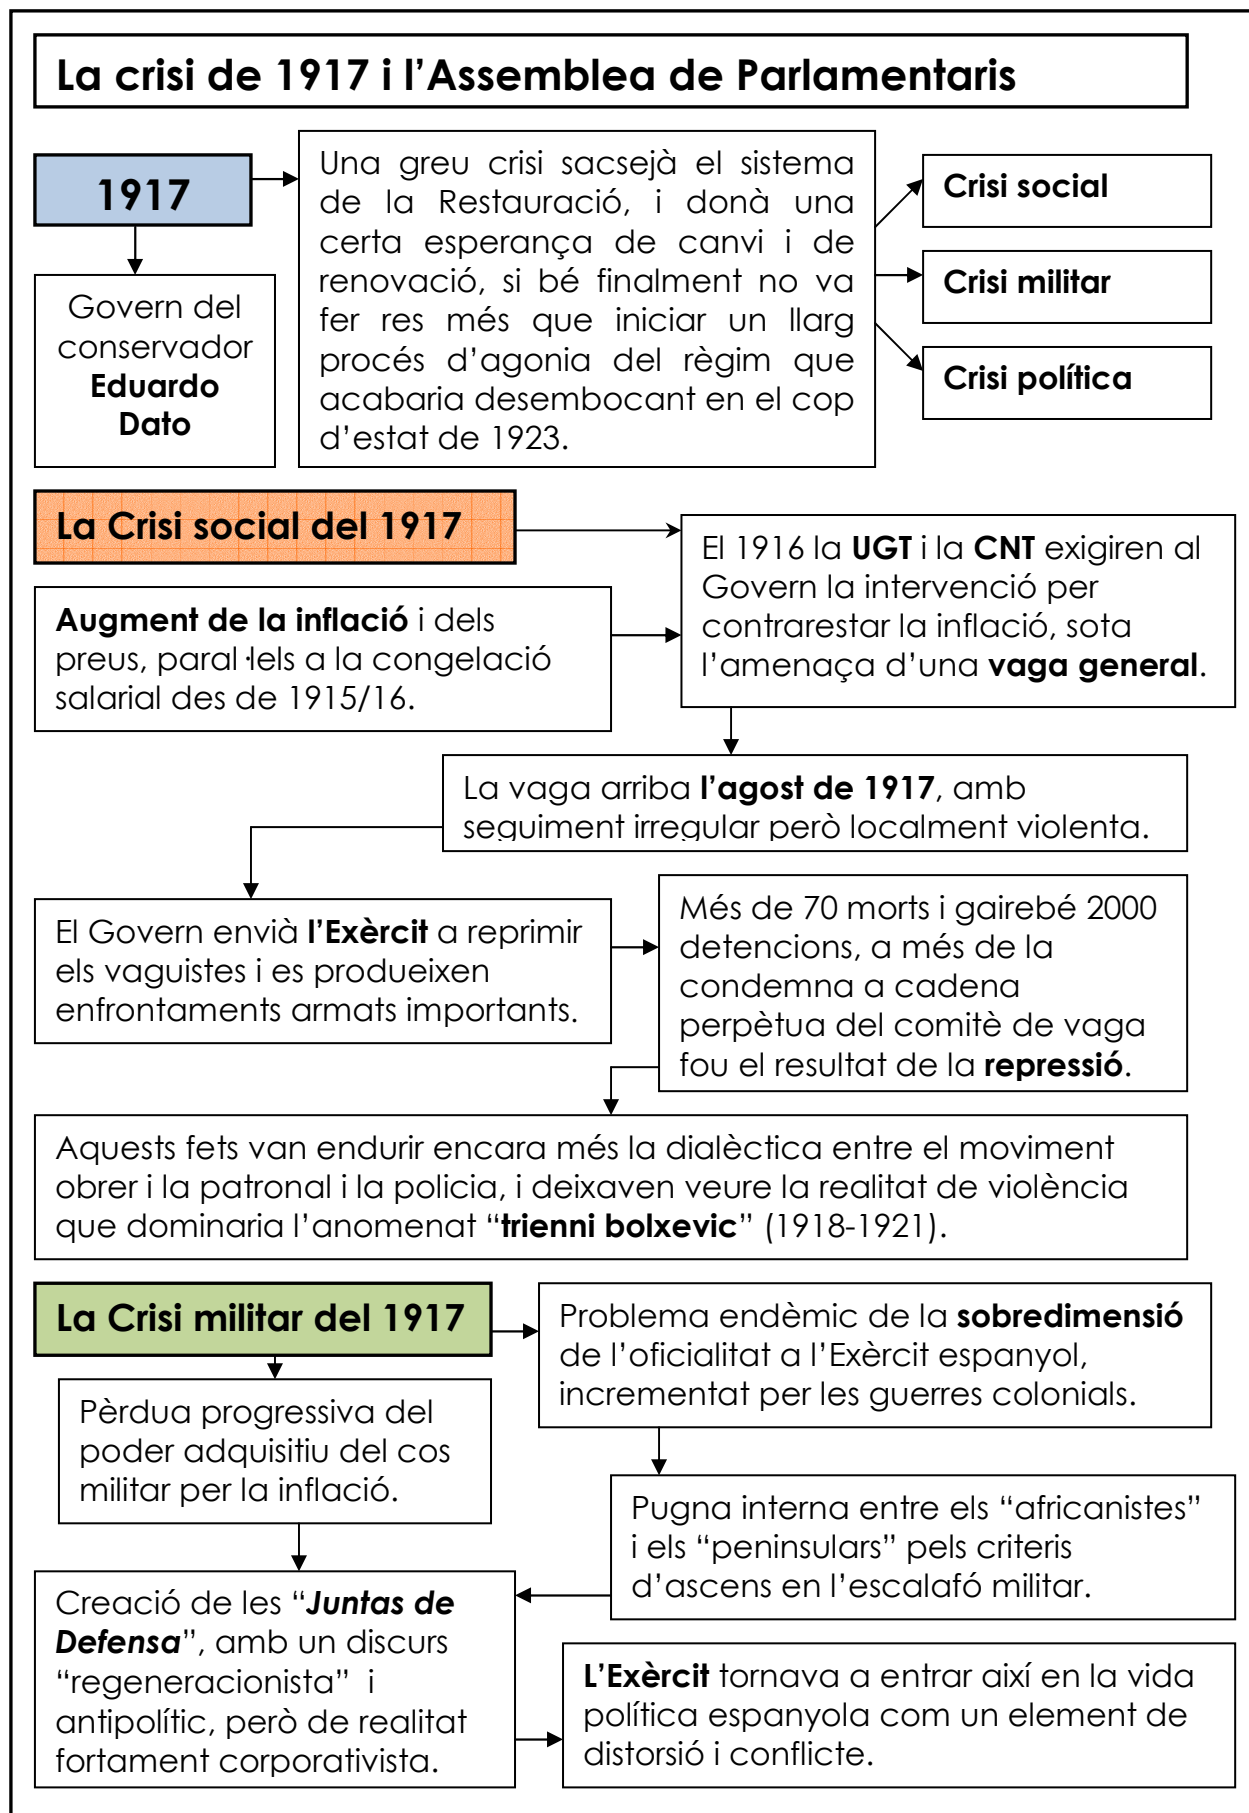 La crisi de 1917 i l’Assemblea de Parlamentaris
1917
Govern del
conservador
Eduardo
Dato
Una greu crisi sacsejà el sistema
de la Restauració, i donà una
certa esperança de canvi i de
renovació, si bé finalment no va
fer res més que iniciar un llarg
procés d’agonia del règim que
acabaria desembocant en el cop
d’estat de 1923.
Crisi social
Crisi militar
Crisi política
La Crisi social del 1917
Augment de la inflació i dels
preus, paral·lels a la congelació
salarial des de 1915/16.
El 1916 la UGT i la CNT exigiren al
Govern la intervenció per
contrarestar la inflació, sota
l’amenaça d’una vaga general.
La vaga arriba l’agost de 1917, amb
seguiment irregular però localment violenta.
El Govern envià l’Exèrcit a reprimir
els vaguistes i es produeixen
enfrontaments armats importants.
Més de 70 morts i gairebé 2000
detencions, a més de la
condemna a cadena
perpètua del comitè de vaga
fou el resultat de la repressió.
Aquests fets van endurir encara més la dialèctica entre el moviment
obrer i la patronal i la policia, i deixaven veure la realitat de violència
que dominaria l’anomenat “trienni bolxevic” (1918-1921).
La Crisi militar del 1917
Problema endèmic de la sobredimensió
de l’oficialitat a l’Exèrcit espanyol,
incrementat per les guerres colonials.
Pèrdua progressiva del
poder adquisitiu del cos
militar per la inflació.
Pugna interna entre els “africanistes”
i els “peninsulars” pels criteris
d’ascens en l’escalafó militar.
Creació de les “Juntas de
Defensa”, amb un discurs
“regeneracionista” i
antipolític, però de realitat
fortament corporativista.
L’Exèrcit tornava a entrar així en la vida
política espanyola com un element de
distorsió i conflicte.